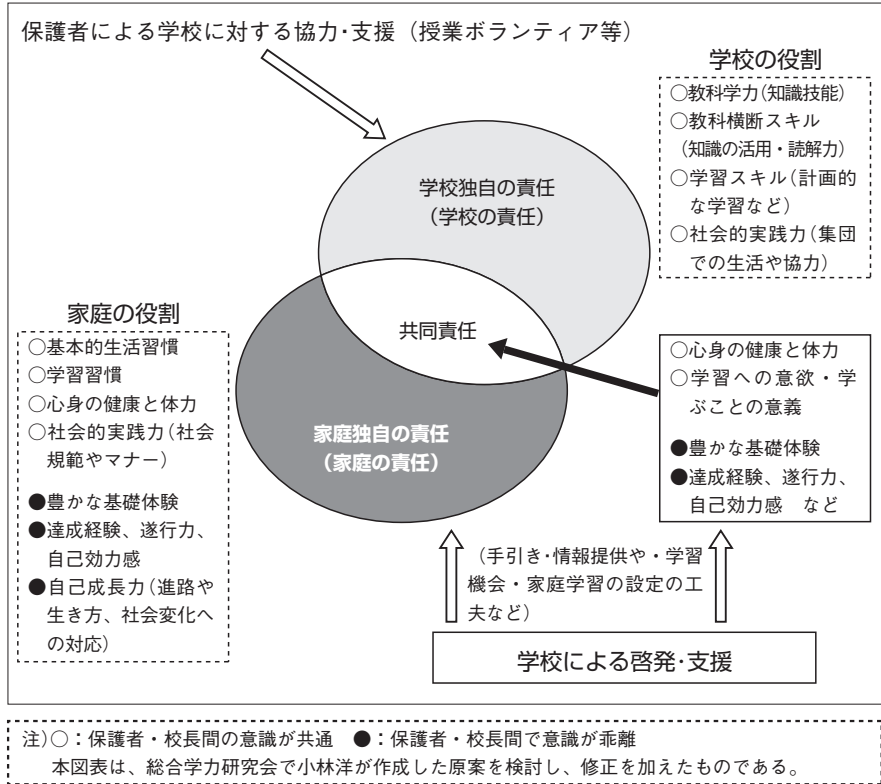 保護者による学校に対する協力・支援（授業ボランティア等）
学校の役割
○教科学力（知識技能）
○教科横断スキル
（知識の活用・読解力）
○学習スキル（計画的
な学習など）
○社会的実践力（集団
での生活や協力）
学校独自の責任
（学校の責任）
共同責任
家庭独自の責任
（家庭の責任）
家庭の役割
○基本的生活習慣
○学習習慣
○心身の健康と体力
○社会的実践力（社会
規範やマナー）
●豊かな基礎体験
●達成経験、遂行力、
自己効力感
●自己成長力（進路や
生き方、社会変化へ
の対応）
○心身の健康と体力
○学習への意欲・学
ぶことの意義
●豊かな基礎体験
●達成経験、遂行力、
自己効力感　など
（手引き・情報提供や・学習
機会・家庭学習の設定の工
夫など）
学校による啓発・支援
注）○：保護者・校長間の意識が共通　●：保護者・校長間で意識が乖離
本図表は、総合学力研究会で小林洋が作成した原案を検討し、修正を加えたものである。